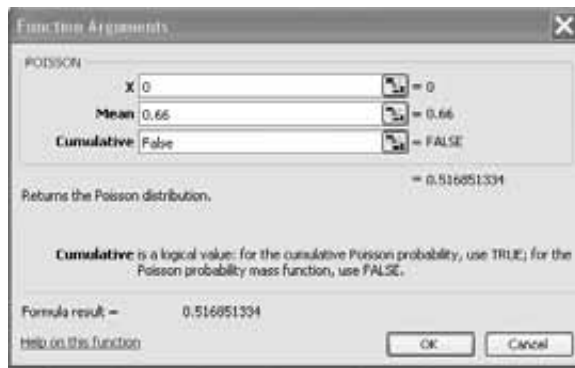 Function Arguments
POISSON
X 0 = 0
Mean 0.66 = 0.66
Cumulative False = FALSE
= 0.516851334
Returns the Poisson distribution.
Cumulative is a logical value: for the cumulative Poisson probability, use TRUE; for the
Poisson probability mass function, use FALSE.
Formula result = 0.516851334
Help on this function
OK Cancel